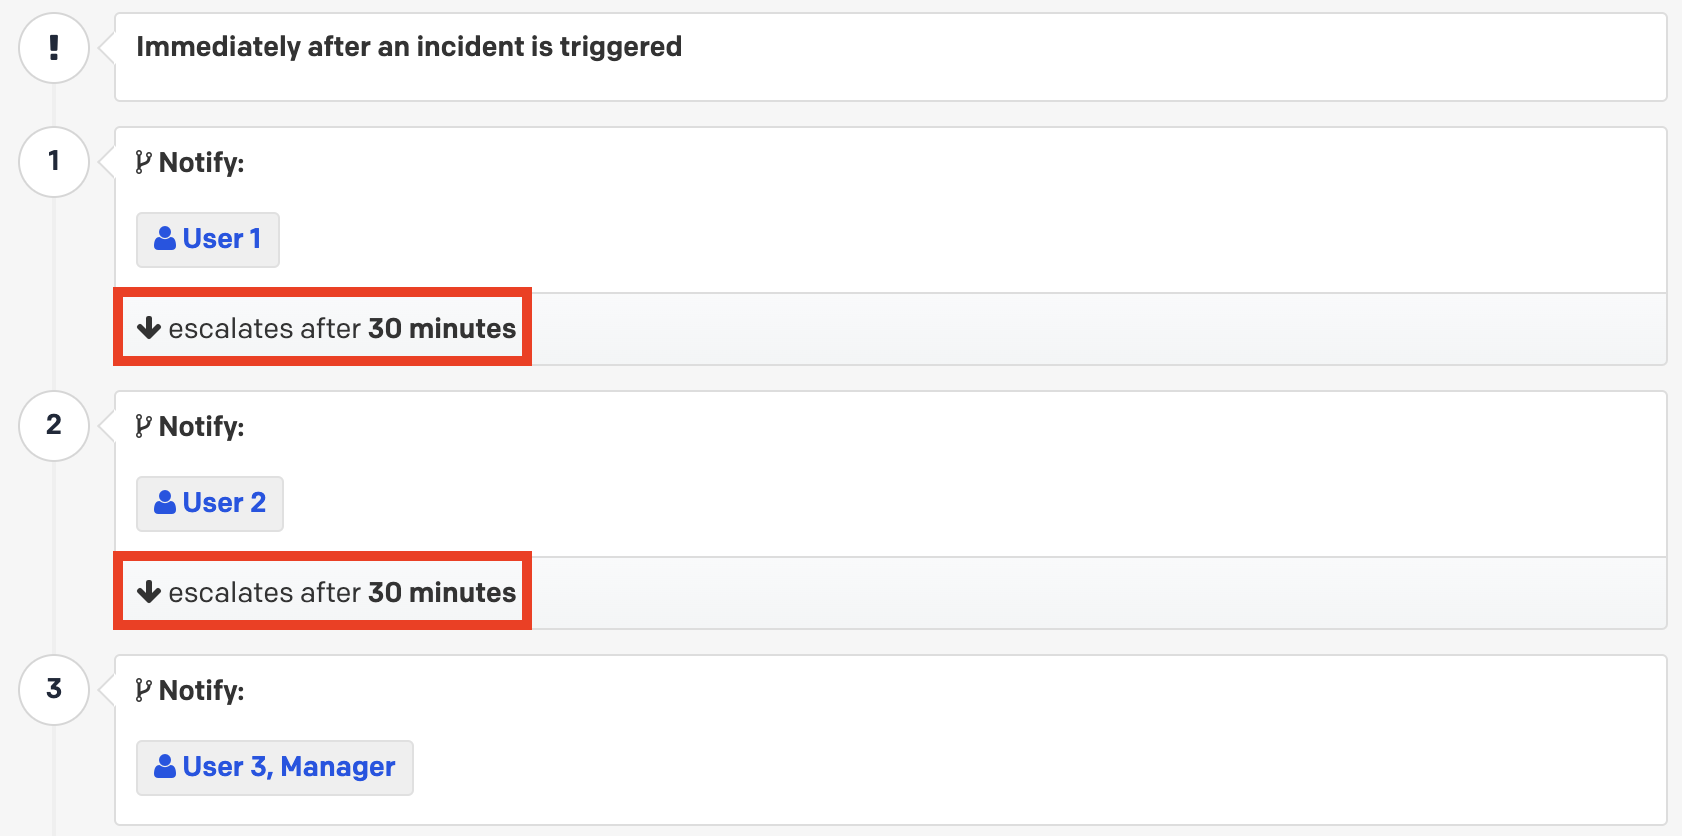 !
Immediately after an incident is triggered
1
Notify:
User 1
escalates after 30 minutes
2
Notify:
User 2
escalates after 30 minutes
3
Notify:
User 3, Manager